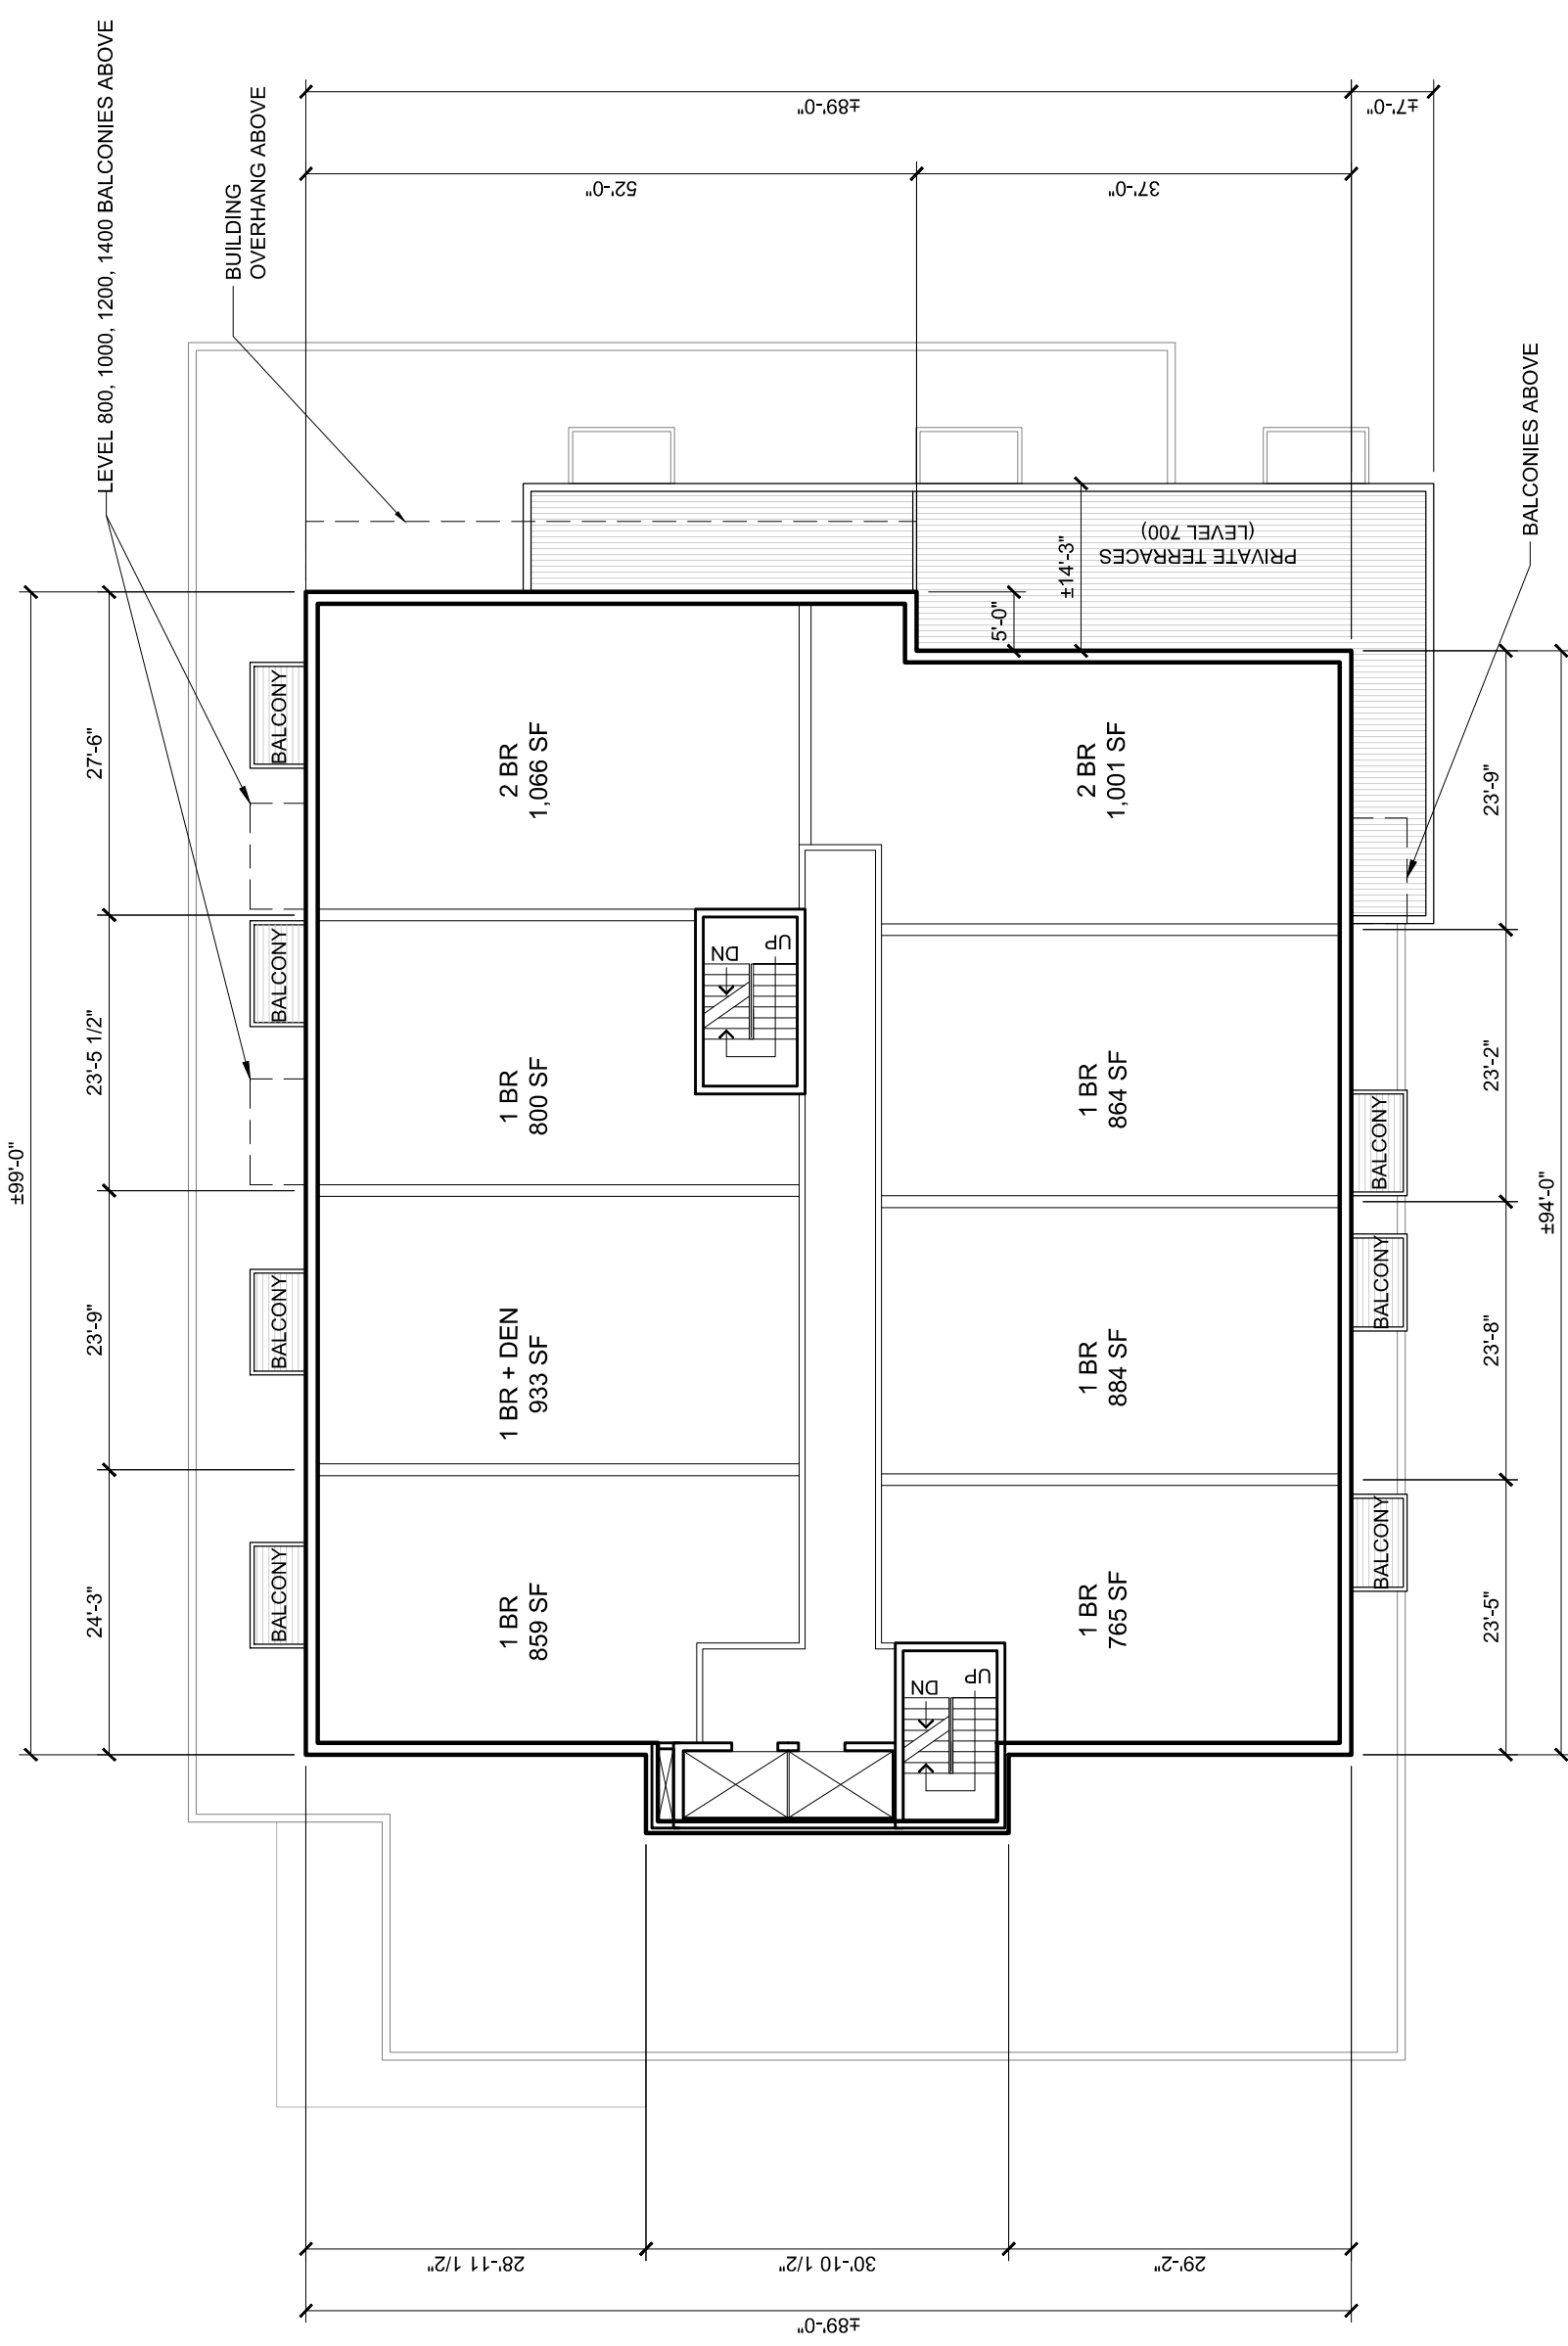 LEVEL 800, 1000, 1200, 1400 BALCONIES ABOVE
BUILDING
OVERHANG ABOVE
±89'-0"
±7'-0"
52'-0"
37'-0"
BALCONIES ABOVE
PRIVATE TERRACES
(LEVEL 700)
±14'-3"
5'-0"
±99'-0"
27'-6"
23'-5 1/2"
23'-9"
24'-3"
BALCONY
BALCONY
BALCONY
BALCONY
2 BR
1,066 SF
1 BR
800 SF
1 BR + DEN
933 SF
1 BR
859 SF
DN
UP
2 BR
1,001 SF
1 BR
864 SF
1 BR
884 SF
1 BR
765 SF
DN
UP
BALCONY
BALCONY
BALCONY
23'-9"
23'-2"
23'-8"
23'-5"
±94'-0"
28'-11 1/2"
30'-10 1/2"
29'-2"
±89'-0"